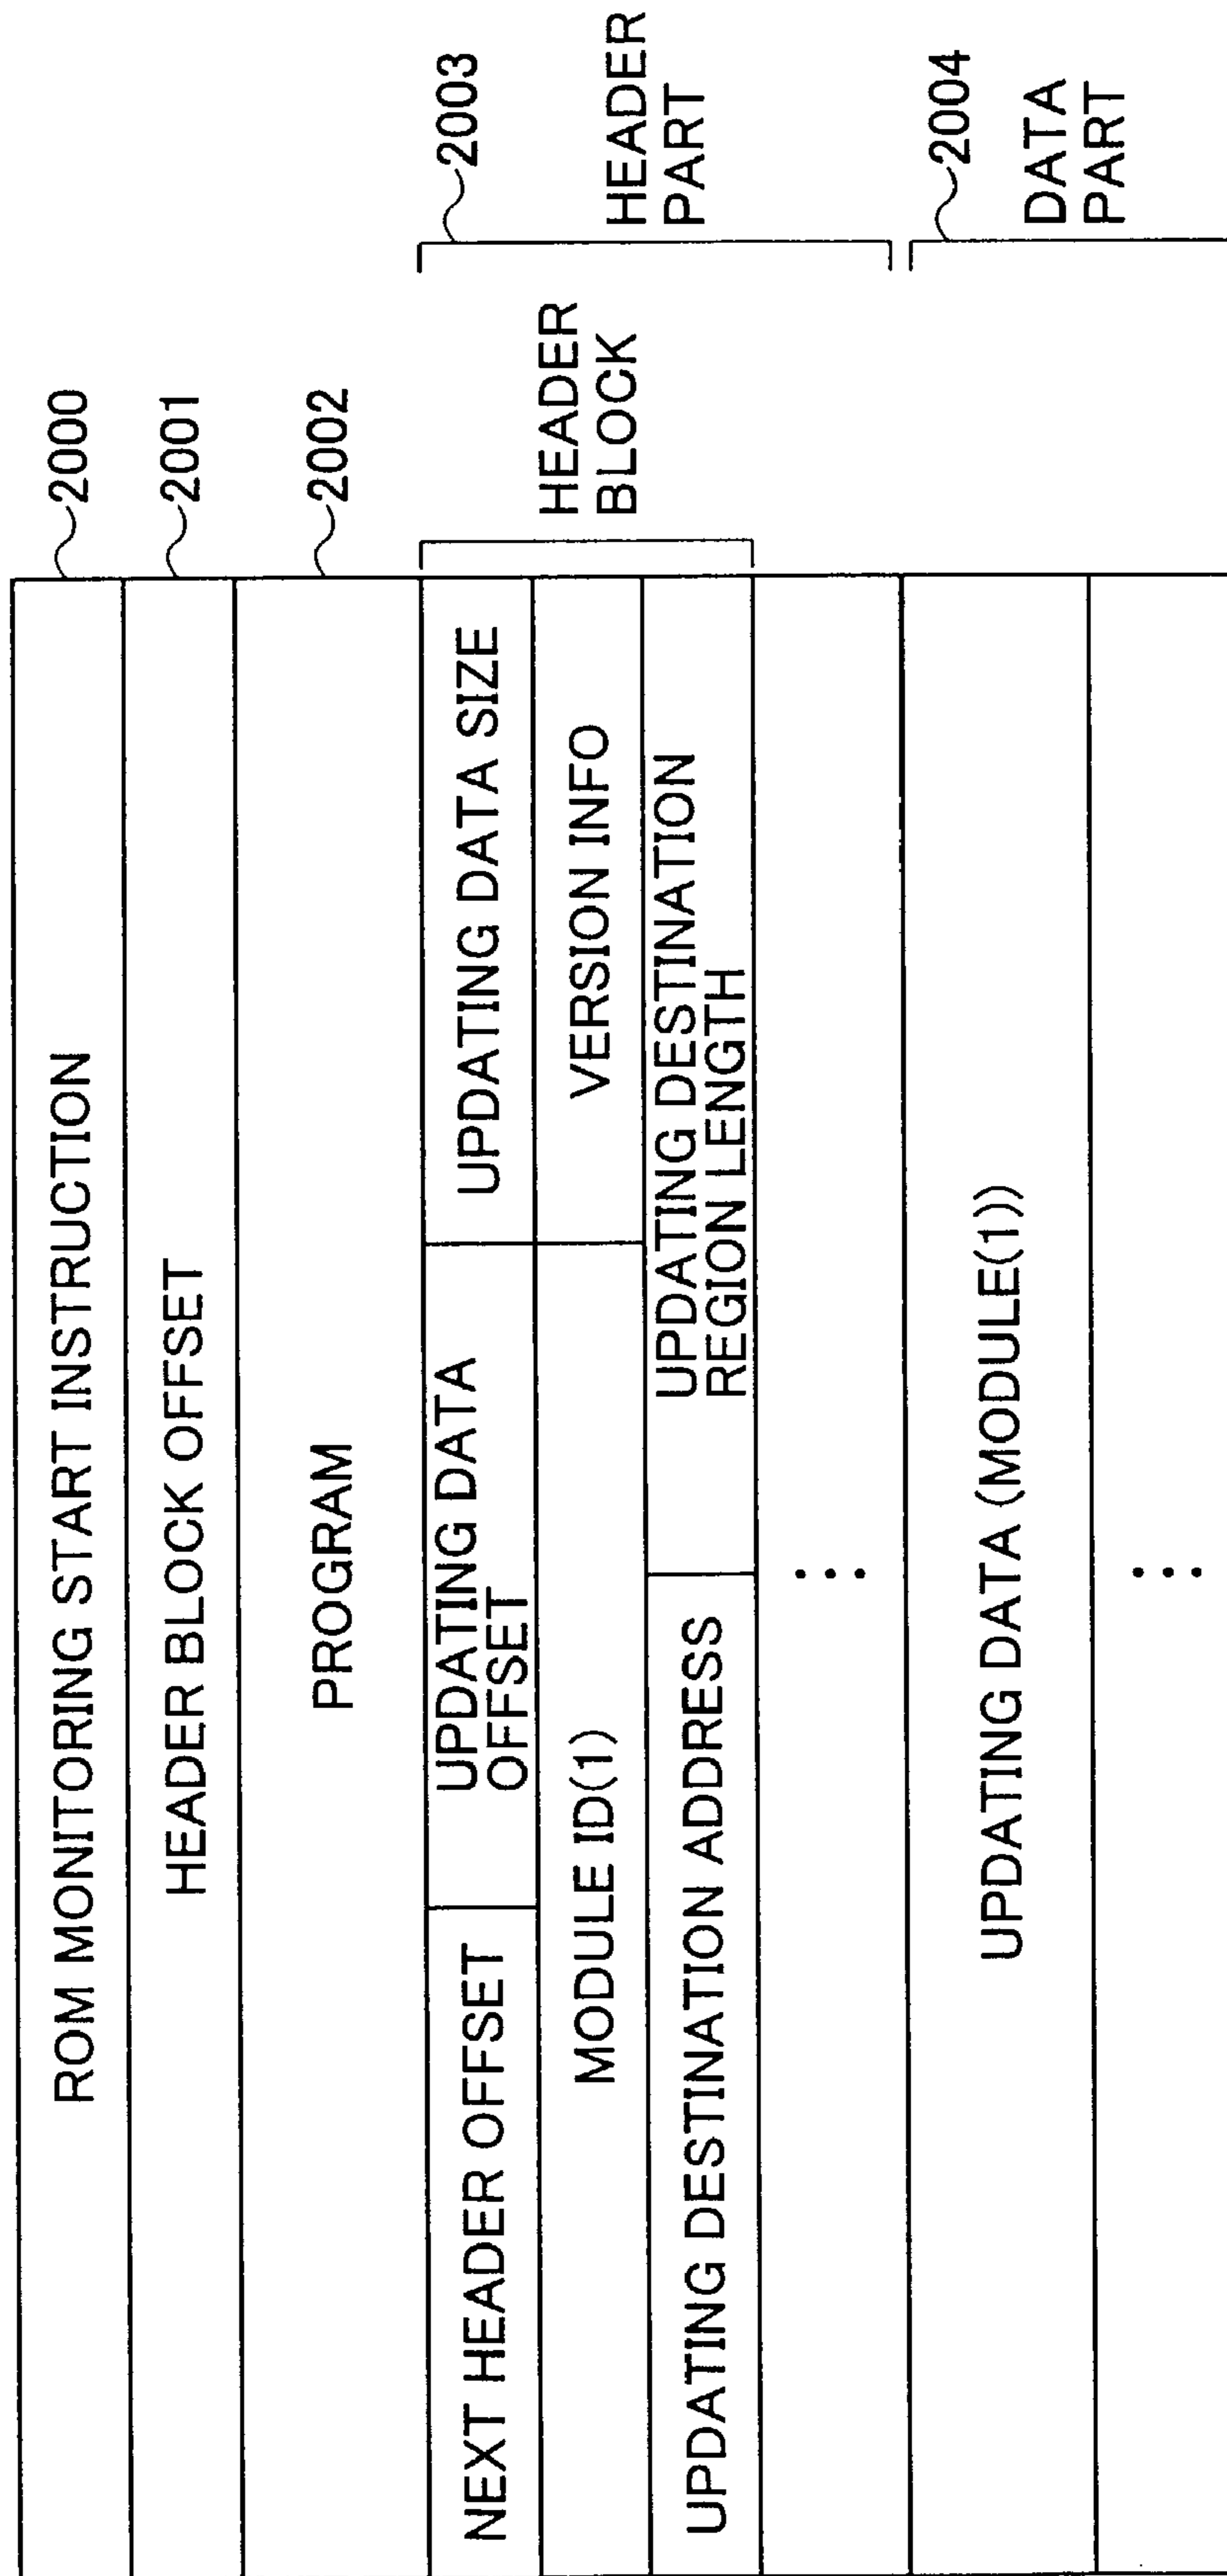 ROM MONITORING START INSTRUCTION
2000
HEADER BLOCK OFFSET
2001
PROGRAM
2002
NEXT HEADER OFFSET
UPDATING DATA
OFFSET
UPDATING DATA SIZE
MODULE ID(1)
VERSION INFO
UPDATING DESTINATION ADDRESS
UPDATING DESTINATION
REGION LENGTH
HEADER
BLOCK
2003
HEADER
PART
...
UPDATING DATA (MODULE(1))
2004
DATA
PART
...